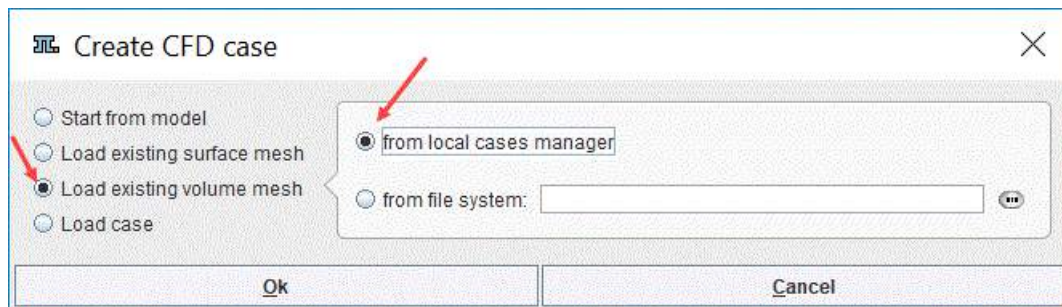 Create CFD case
Start from model
Load existing surface mesh
Load existing volume mesh
Load case
from local cases manager
from file system:
Ok
Cancel